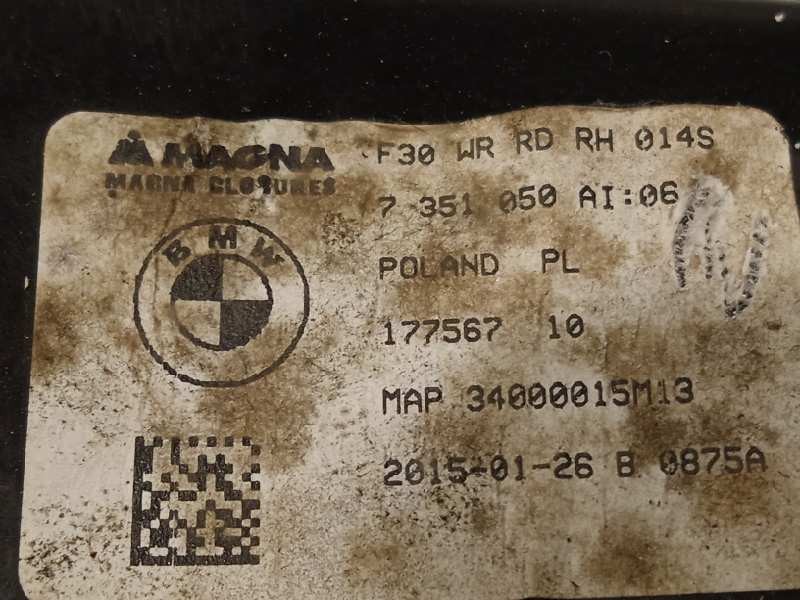 MAGNA
MAGNA CLOSURES
BMW
F30 WR RD RH 014S
7 351 050 AI:06
POLAND PL
177567 10
MAP 34000015M13
2015-01-26 B 0875A